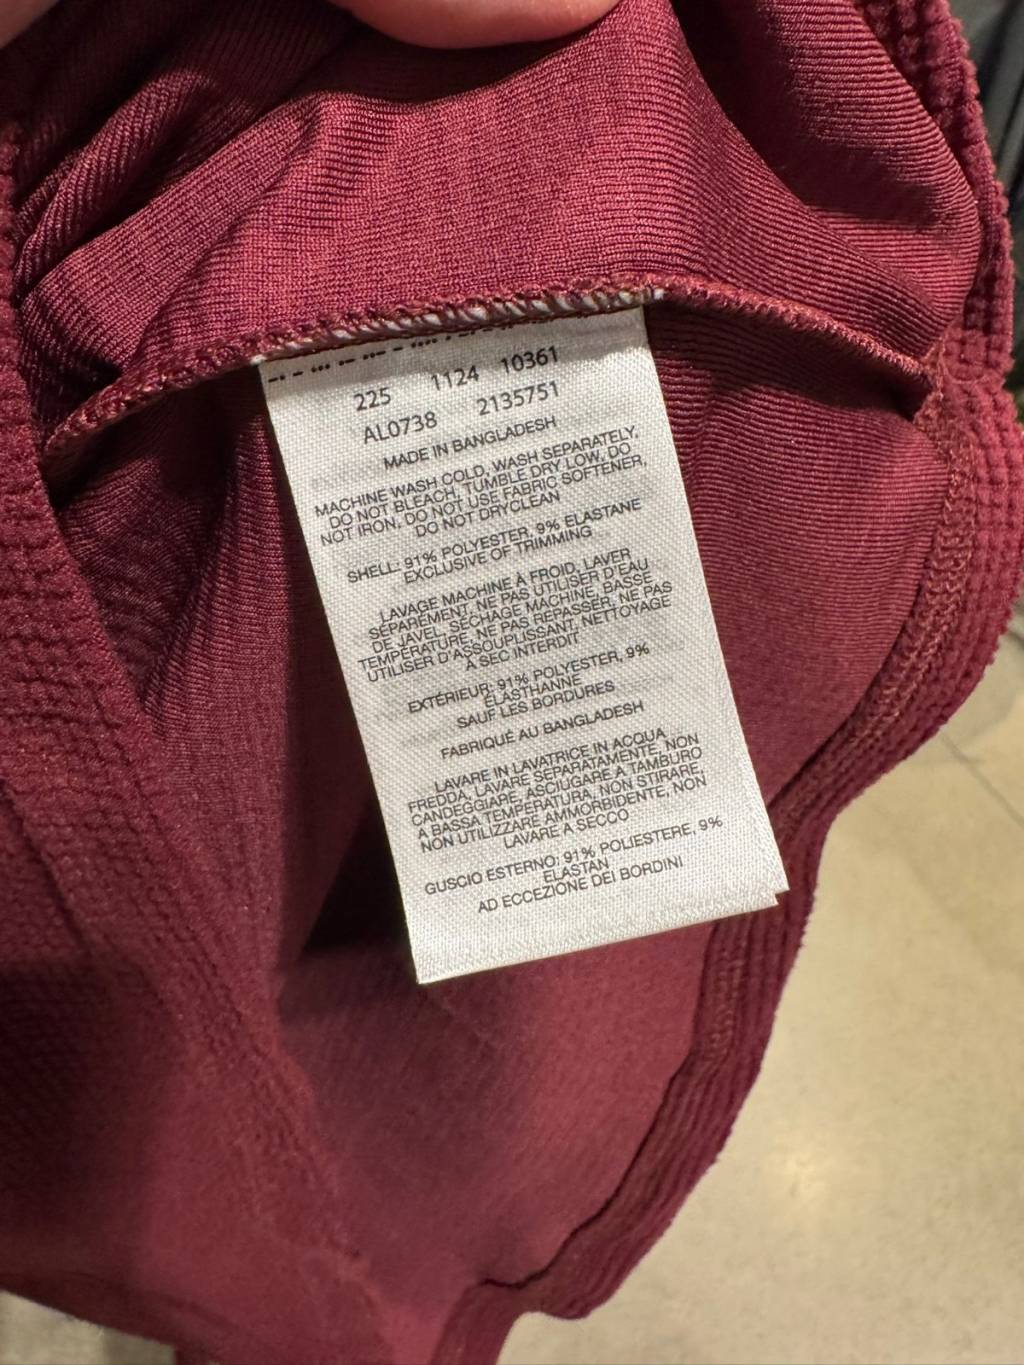 225 1124 10361
AL0738 2135751
MADE IN BANGLADESH
MACHINE WASH COLD, WASH SEPARATELY,
DO NOT BLEACH, TUMBLE DRY LOW, DO
NOT IRON, DO NOT USE FABRIC SOFTENER,
DO NOT DRYCLEAN
SHELL: 91% POLYESTER, 9% ELASTANE
EXCLUSIVE OF TRIMMING
LAVAGE MACHINE À FROID, LAVER
SÉPARÉMENT, NE PAS UTILISER D'EAU
DE JAVEL, SÉCHAGE MACHINE, BASSE
TEMPÉRATURE, NE PAS REPASSER, NE PAS
UTILISER D'ASSOUPLISSANT, NETTOYAGE
À SEC INTERDIT
EXTÉRIEUR: 91% POLYESTER, 9%
ÉLASTHANNE
SAUF LES BORDURES
FABRIQUÉ AU BANGLADESH
LAVARE IN LAVATRICE IN ACQUA
FREDDA, LAVARE SEPARATAMENTE, NON
CANDEGGIARE, ASCIUGARE A TAMBURO
A BASSA TEMPERATURA, NON STIRARE,
NON UTILIZZARE AMMORBIDENTE, NON
LAVARE A SECCO
GUSCIO ESTERNO: 91% POLIESTERE, 9%
ELASTAN
AD ECCEZIONE DEI BORDINI